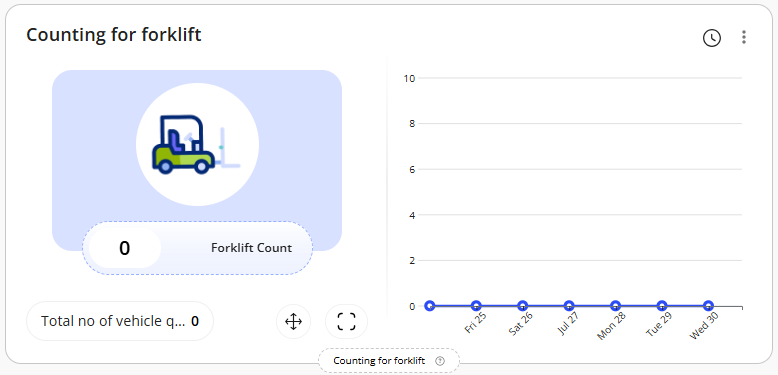 Counting for forklift
0 Forklift Count
Total no of vehicle q... 0
10
8
6
4
2
0
Fri 25
Sat 26
Jul 27
Mon 28
Tue 29
Wed 30
Counting for forklift